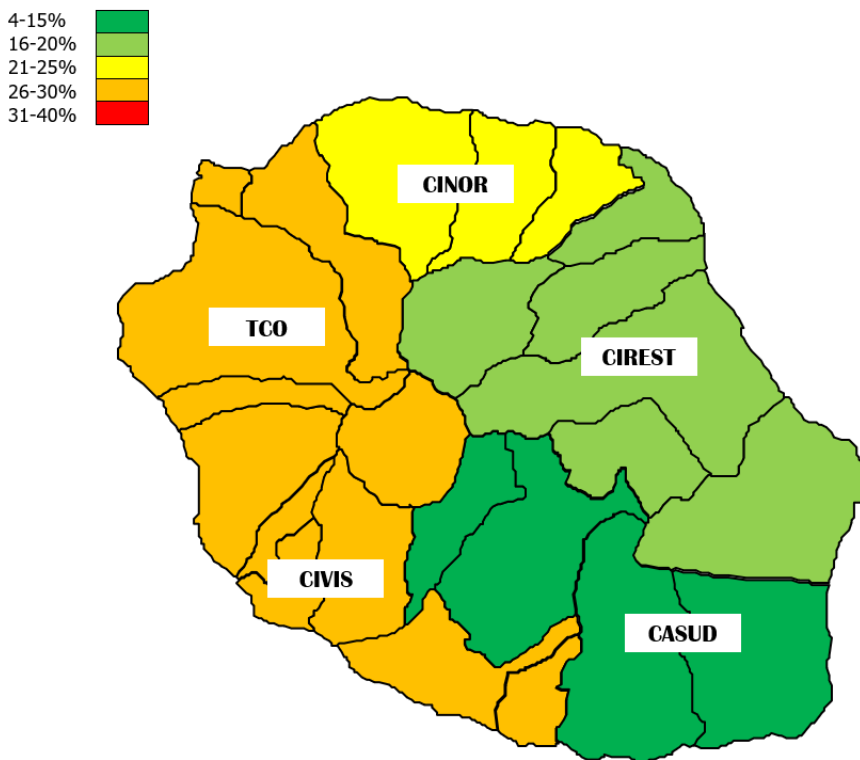 4-15%
16-20%
21-25%
26-30%
31-40%
CINOR
TCO
CIREST
CIVIS
CASUD